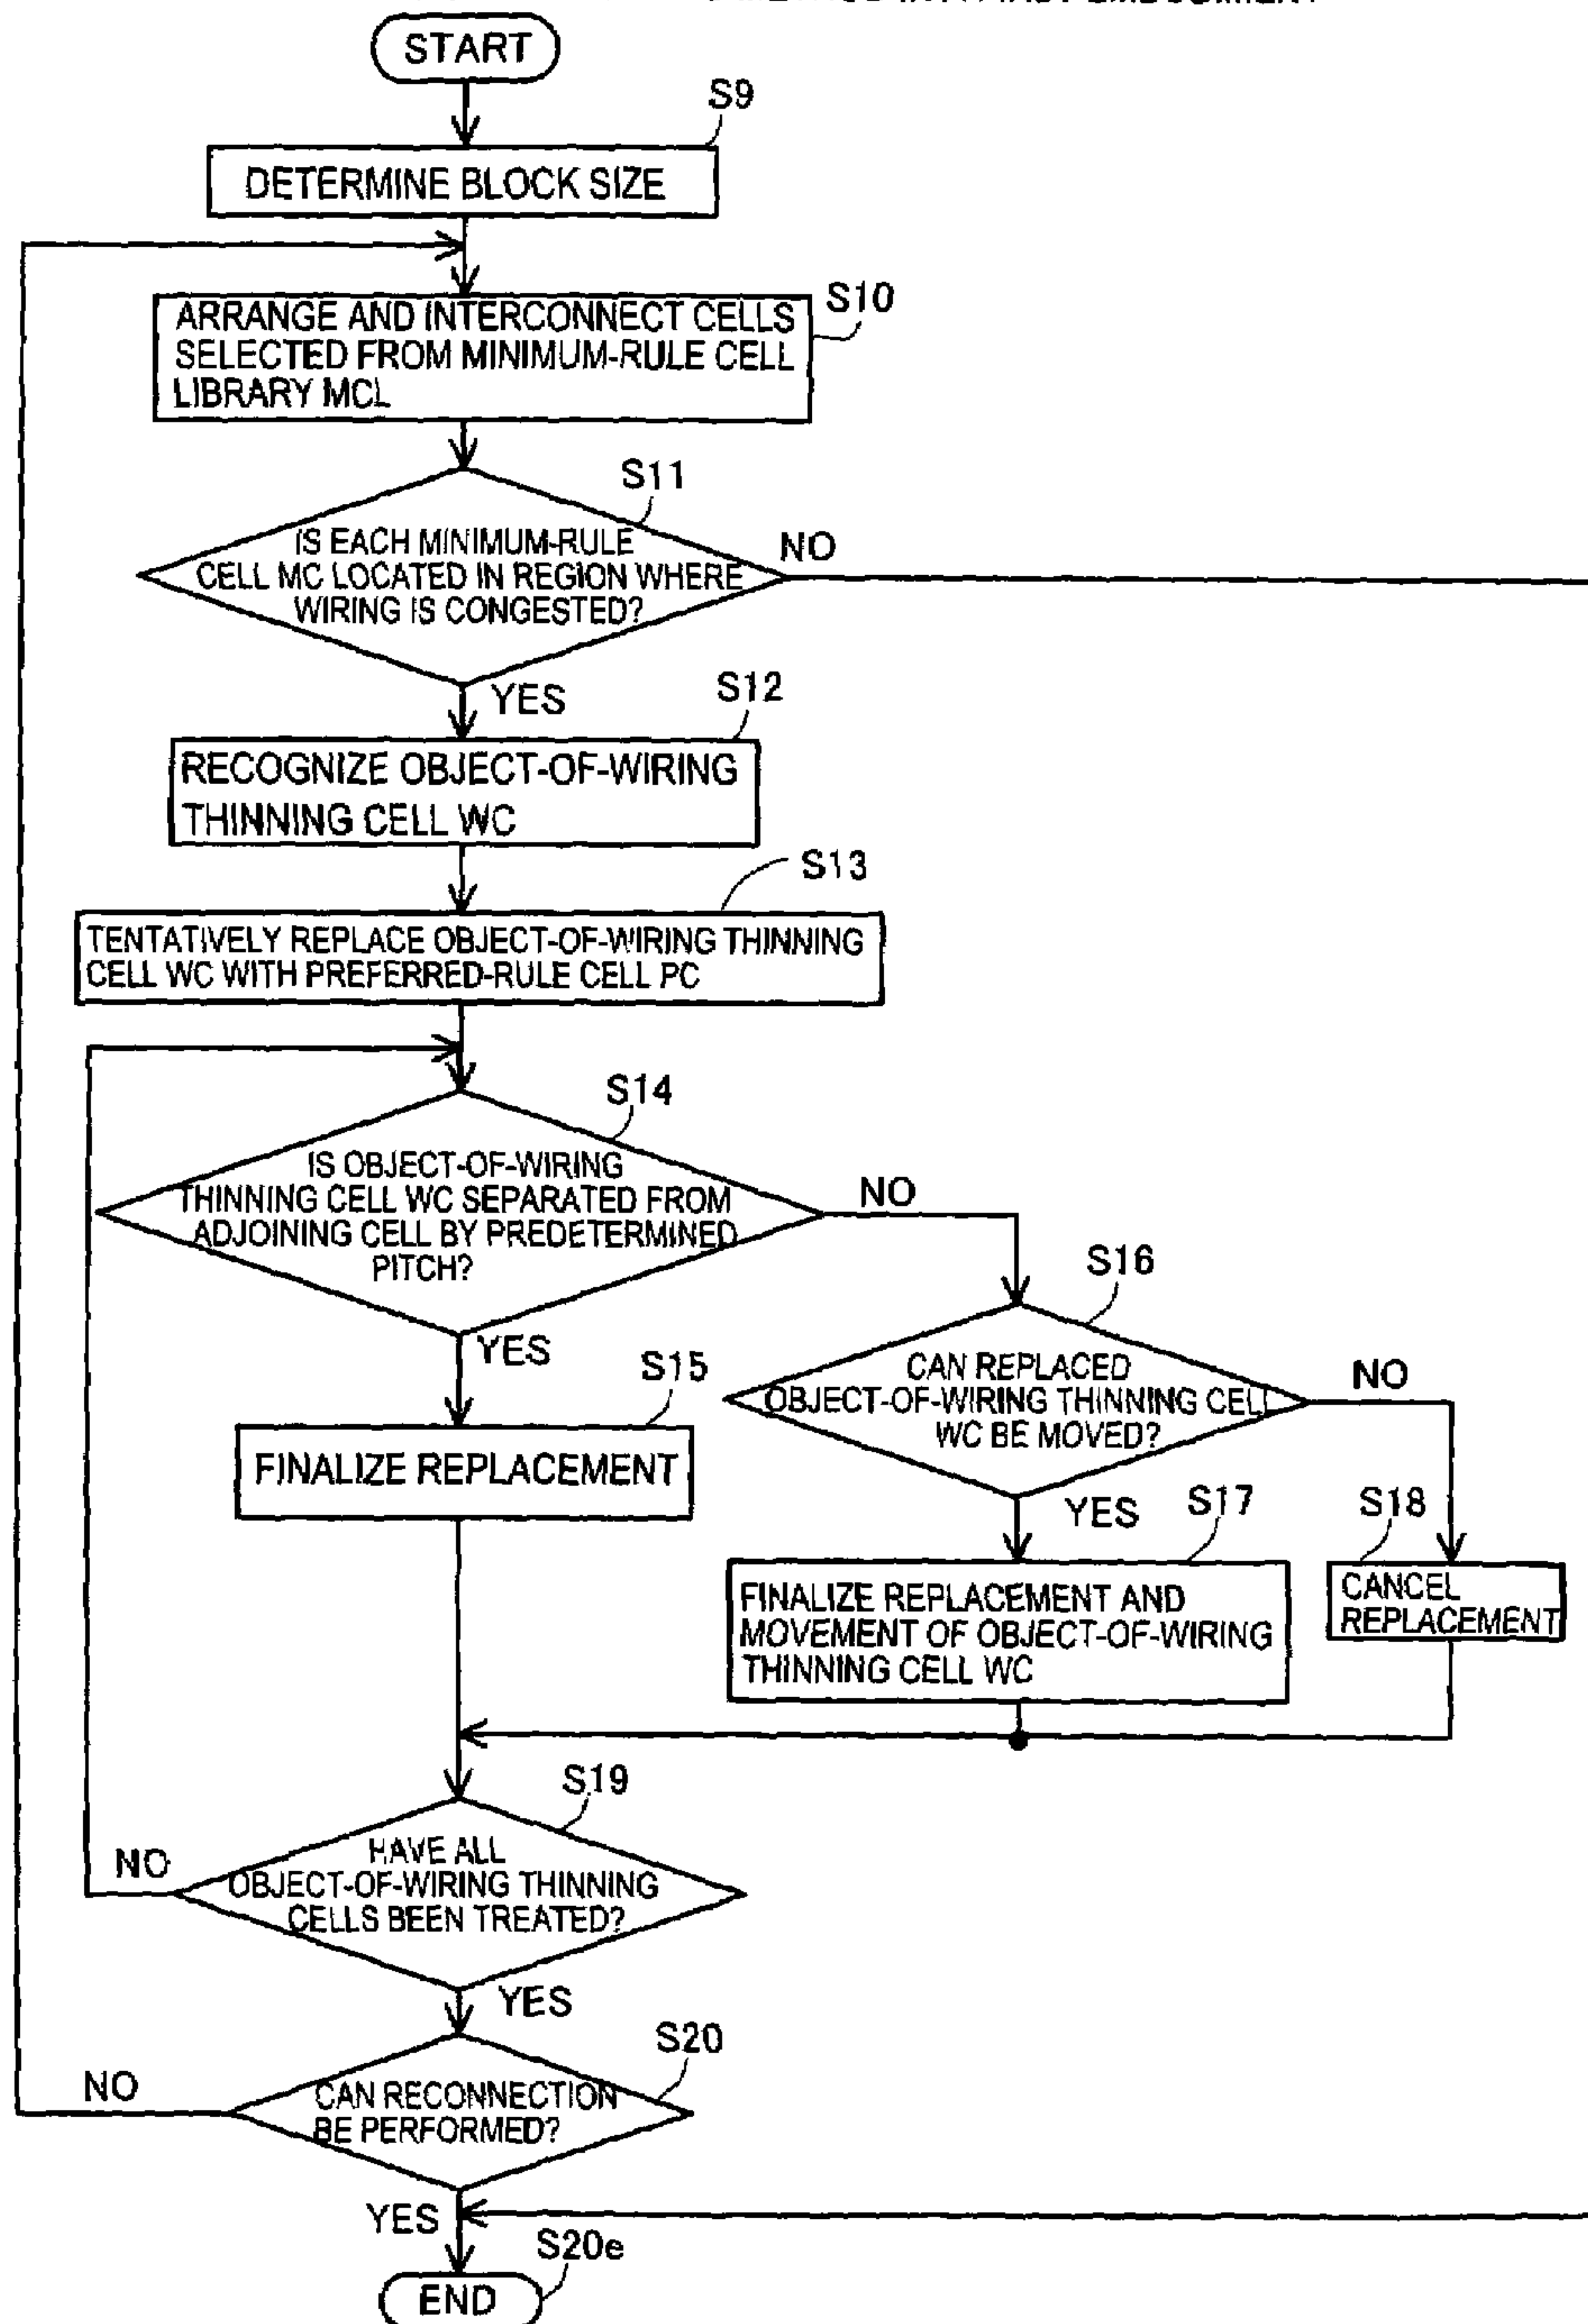 START
S9
DETERMINE BLOCK SIZE
S10
ARRANGE AND INTERCONNECT CELLS
SELECTED FROM MINIMUM-RULE CELL
LIBRARY MCL
S11
IS EACH MINIMUM-RULE
CELL MC LOCATED IN REGION WHERE
WIRING IS CONGESTED?
NO
YES
S12
RECOGNIZE OBJECT-OF-WIRING
THINNING CELL WC
S13
TENTATIVELY REPLACE OBJECT-OF-WIRING THINNING
CELL WC WITH PREFERRED-RULE CELL PC
S14
IS OBJECT-OF-WIRING
THINNING CELL WC SEPARATED FROM
ADJOINING CELL BY PREDETERMINED
PITCH?
NO
YES
S15
FINALIZE REPLACEMENT
S16
CAN REPLACED
OBJECT-OF-WIRING THINNING CELL
WC BE MOVED?
NO
YES
S17
FINALIZE REPLACEMENT AND
MOVEMENT OF OBJECT-OF-WIRING
THINNING CELL WC
S18
CANCEL
REPLACEMENT
S19
HAVE ALL
OBJECT-OF-WIRING THINNING
CELLS BEEN TREATED?
NO
YES
S20
CAN RECONNECTION
BE PERFORMED?
NO
YES
S20e
END